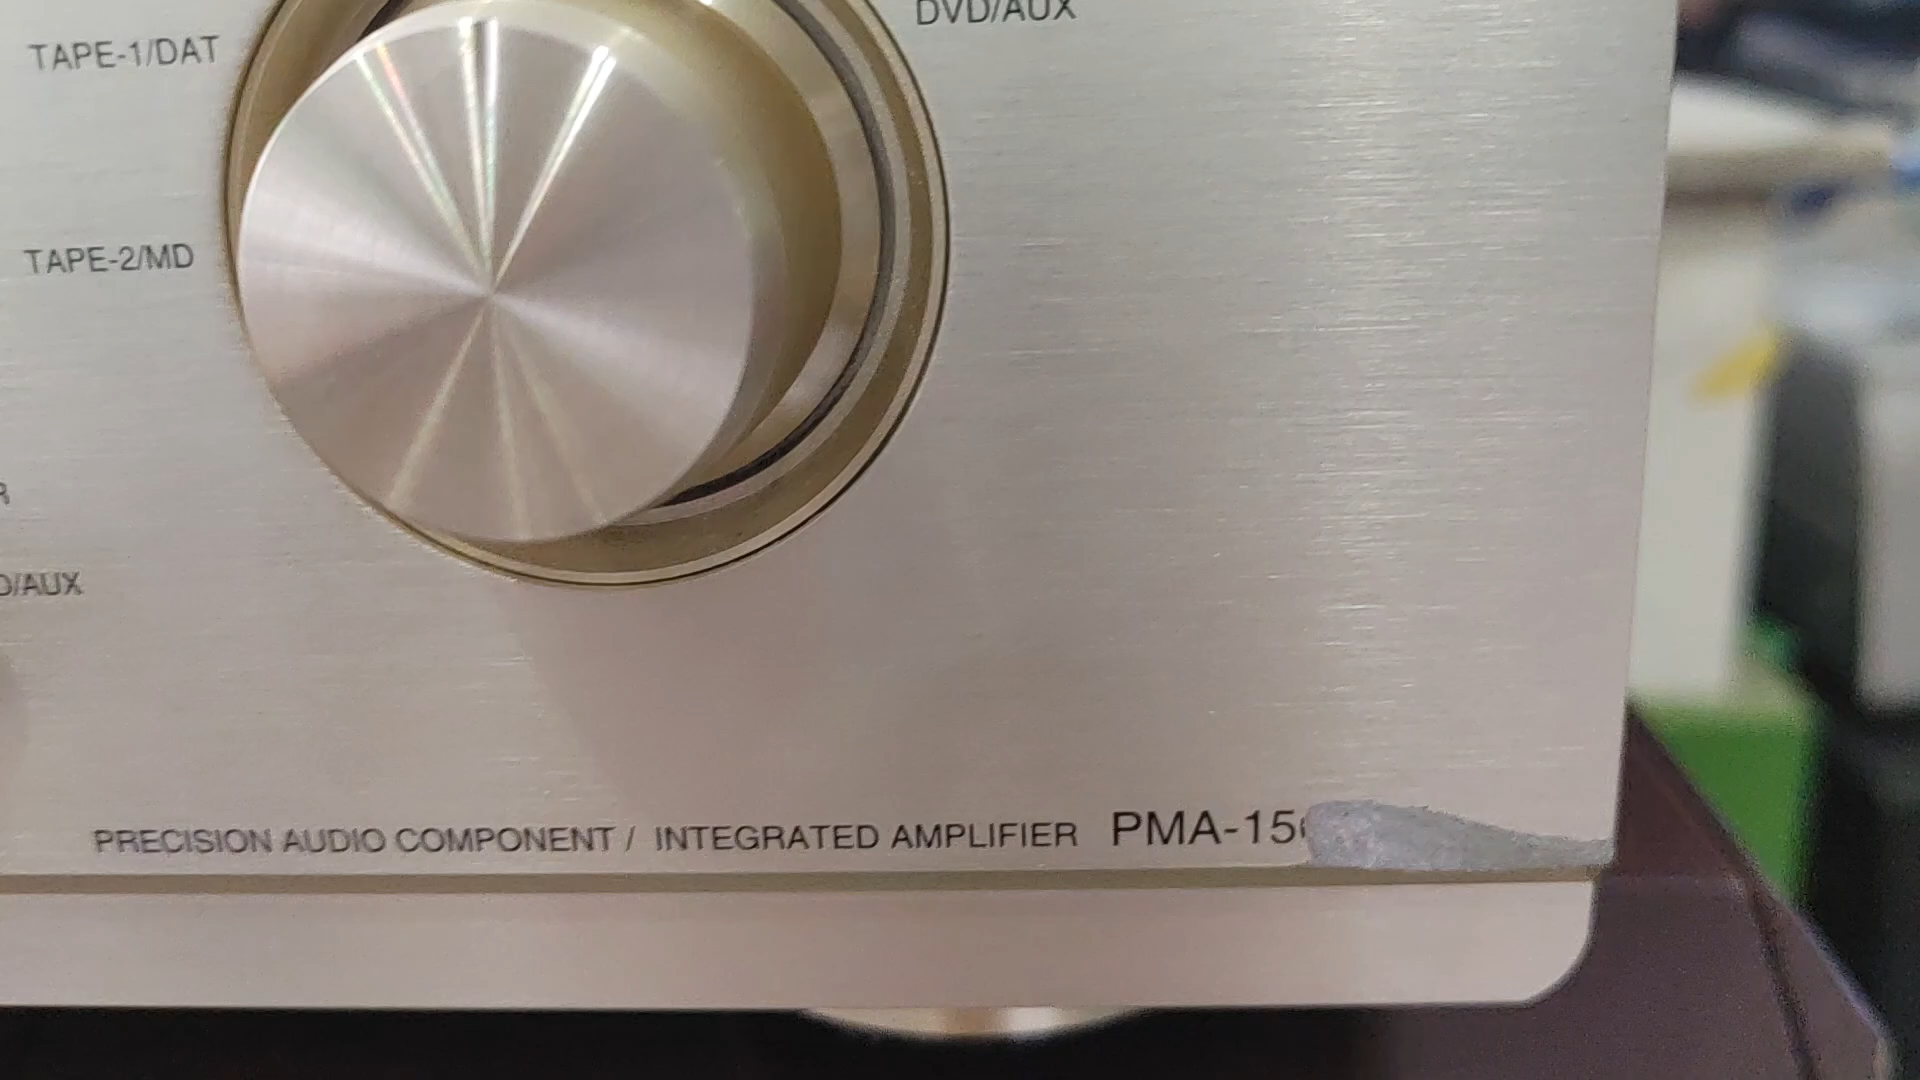 DVD/AUX
TAPE-1/DAT
TAPE-2/MD
R
D/AUX
PRECISION AUDIO COMPONENT / INTEGRATED AMPLIFIER PMA-15